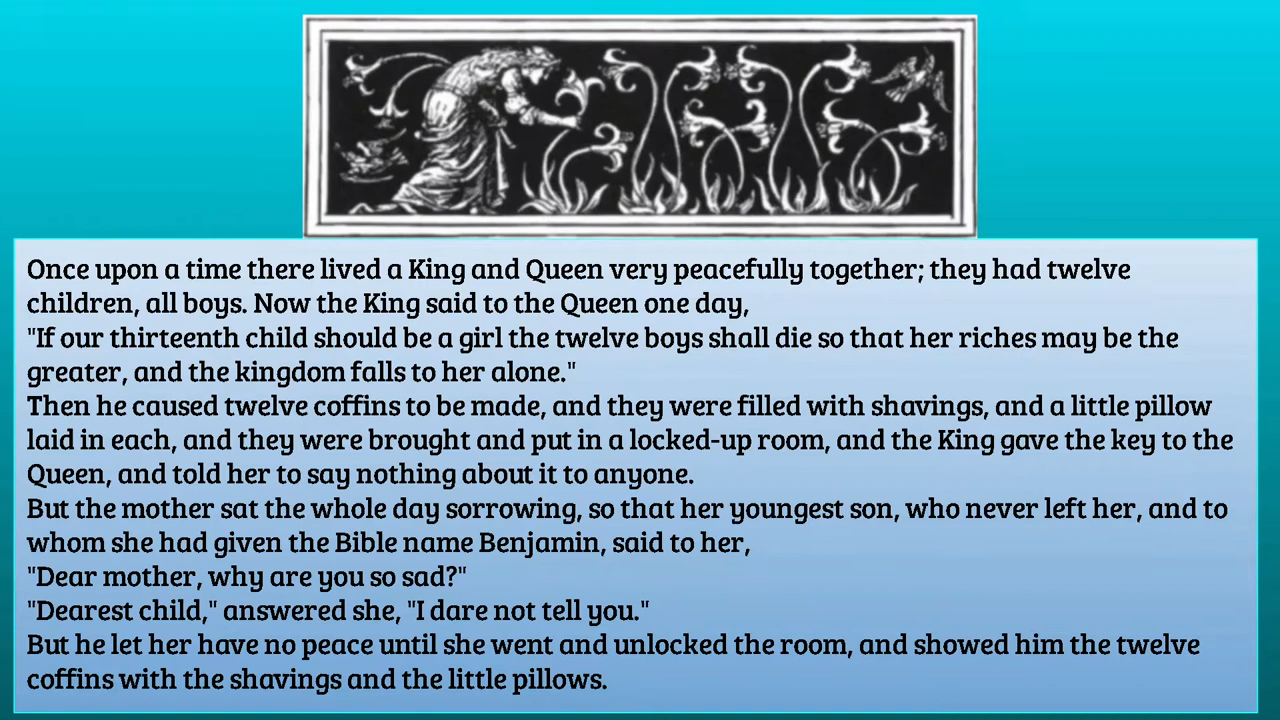 Once upon a time there lived a King and Queen very peacefully together; they had twelve
children, all boys. Now the King said to the Queen one day,
"If our thirteenth child should be a girl the twelve boys shall die so that her riches may be the
greater, and the kingdom falls to her alone."
Then he caused twelve coffins to be made, and they were filled with shavings, and a little pillow
laid in each, and they were brought and put in a locked-up room, and the King gave the key to the
Queen, and told her to say nothing about it to anyone.
But the mother sat the whole day sorrowing, so that her youngest son, who never left her, and to
whom she had given the Bible name Benjamin, said to her,
"Dear mother, why are you so sad?"
"Dearest child," answered she, "I dare not tell you."
But he let her have no peace until she went and unlocked the room, and showed him the twelve
coffins with the shavings and the little pillows.